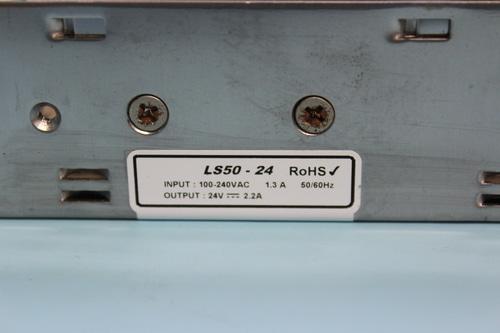 LS50 - 24 RoHS✓
INPUT : 100-240VAC 1.3 A 50/60Hz
OUTPUT : 24V ⎓ 2.2A